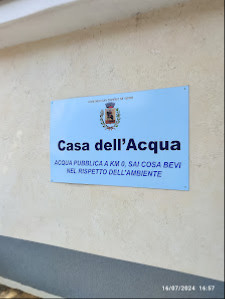 Casa dell'Acqua
ACQUA PUBBLICA A KM 0, SAI COSA BEVI
NEL RISPETTO DELL'AMBIENTE
16/07/2024 16:57